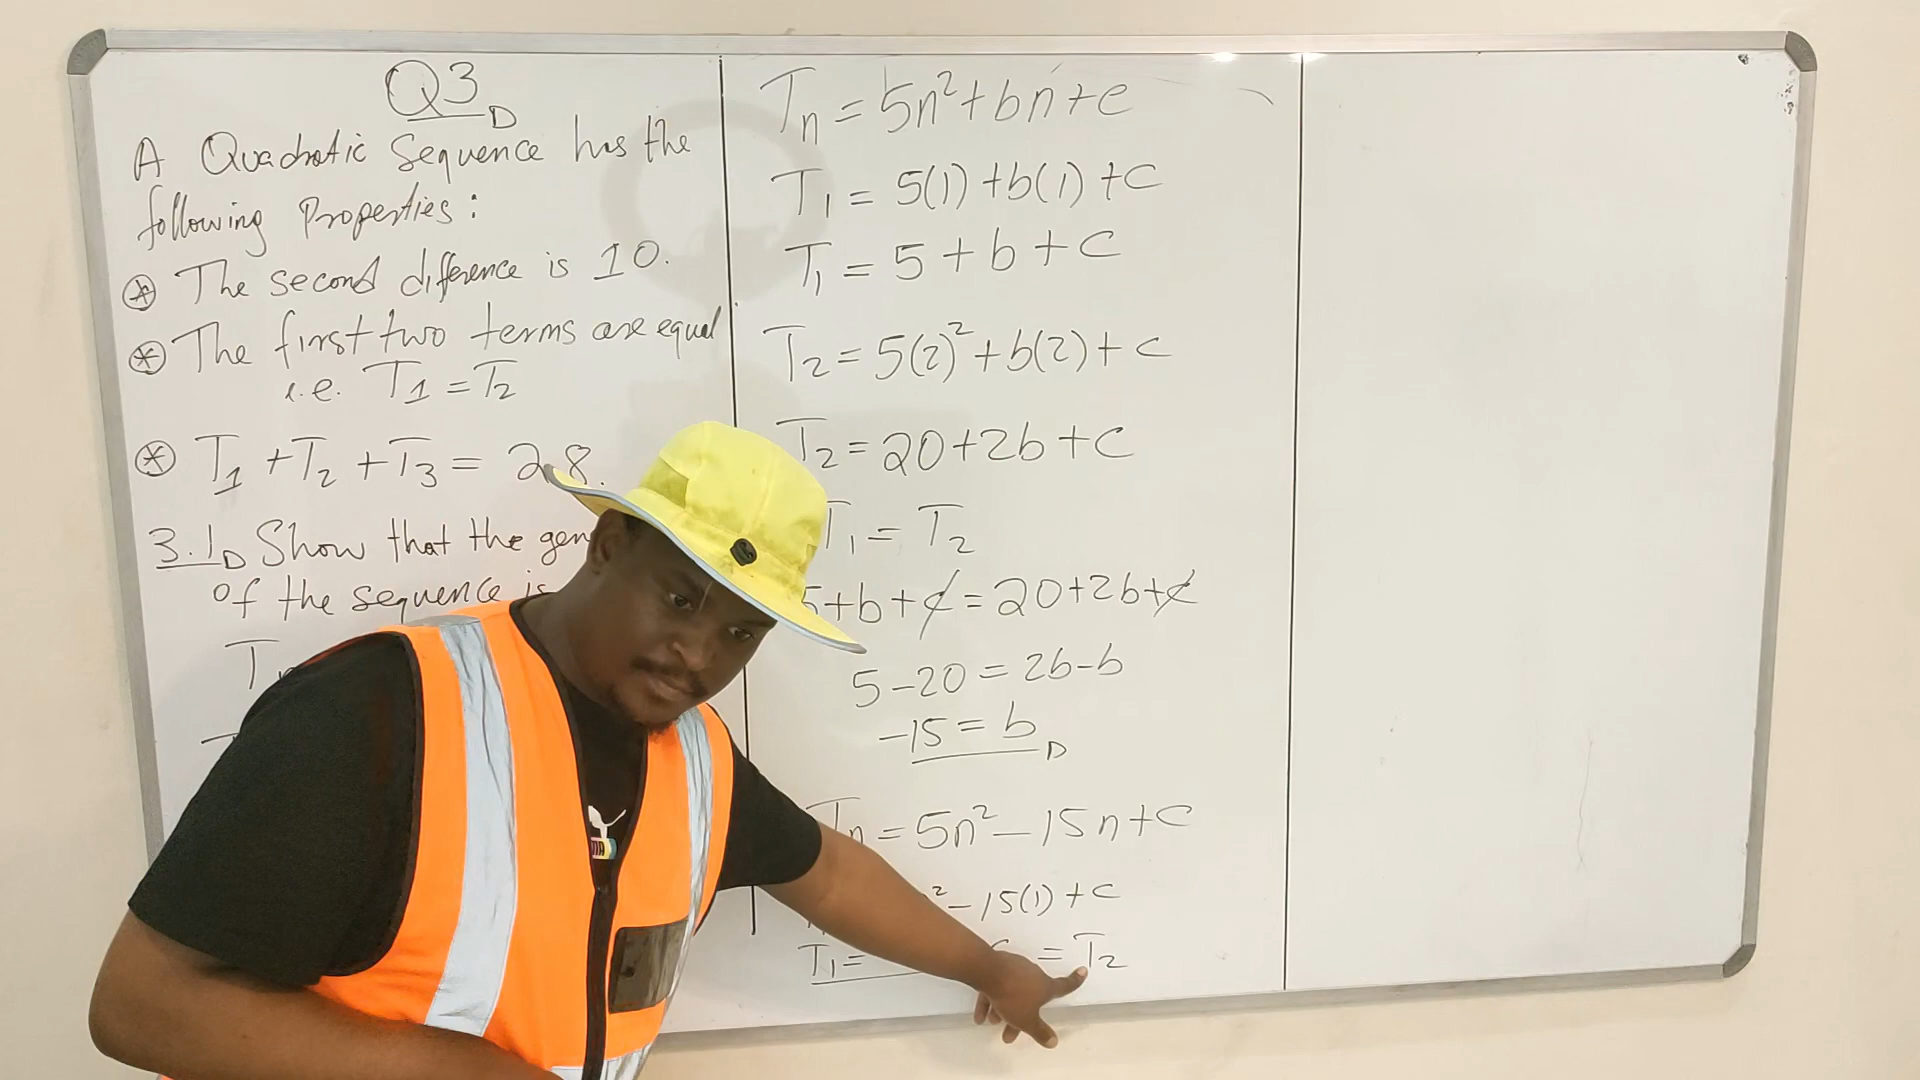 Q3
A Quadratic Sequence has the
following Properties:
⊛ The second difference is 10.
⊛ The first two terms are equal
i.e. T₁ = T₂
⊛ T₁ + T₂ + T₃ = 28.
3.1 Show that the gen
of the sequence is
T
Tₙ = 5n² + bn + c
T₁ = 5(1) + b(1) + c
T₁ = 5 + b + c
T₂ = 5(2)² + b(2) + c
T₂ = 20 + 2b + c
T₁ = T₂
5 + b + c = 20 + 2b + c
5 - 20 = 2b - b
-15 = b
Tₙ = 5n² - 15n + c
² - 15(1) + c
T₁ = = T₂